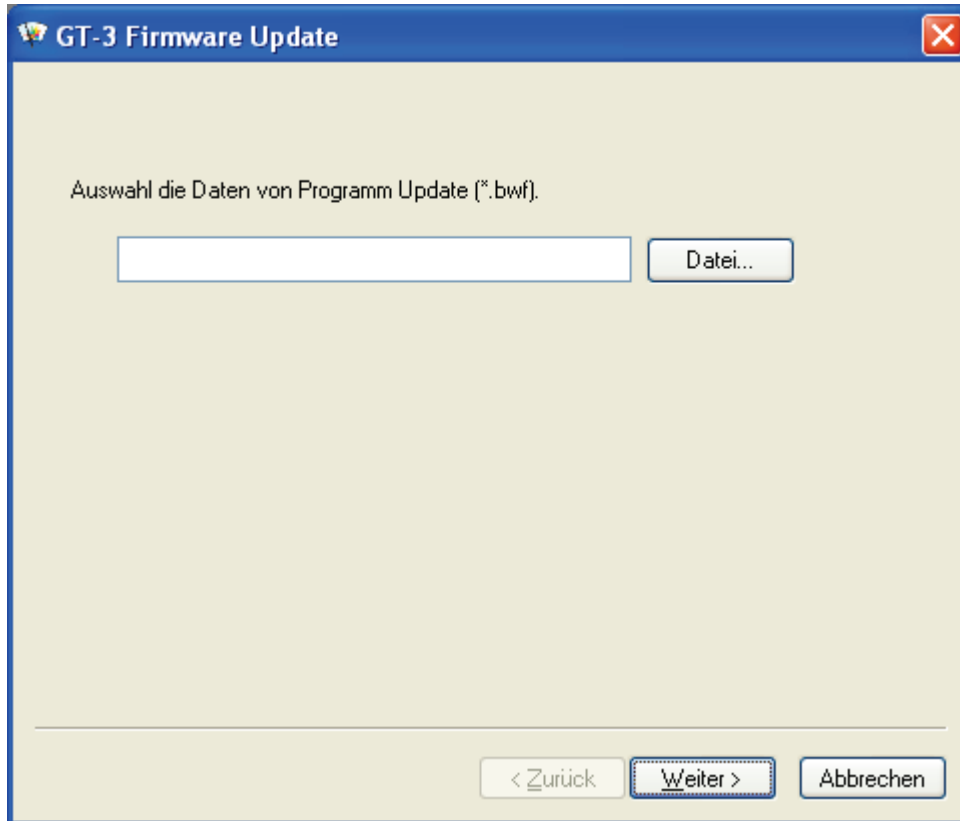 GT-3 Firmware Update
Auswahl die Daten von Programm Update (*.bwf).
Datei...
< Zurück
Weiter >
Abbrechen